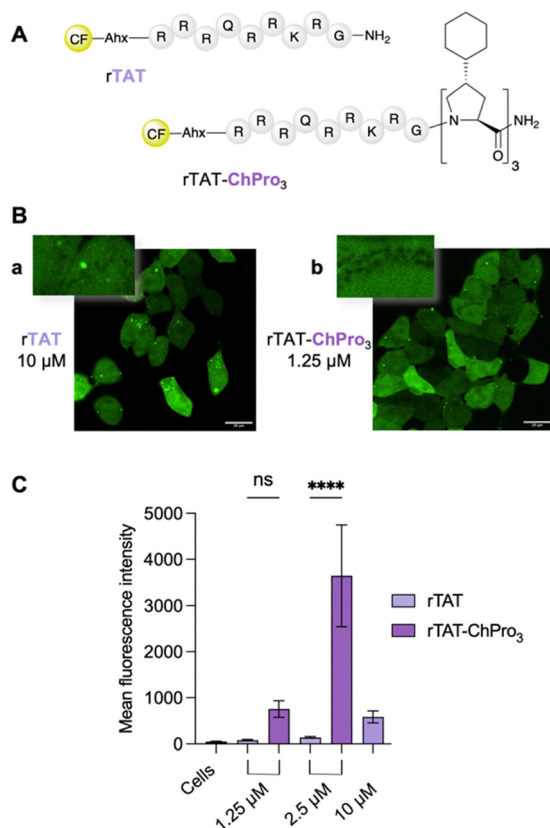 A
CF Ahx R R R Q R R K R G NH₂
rTAT
CF Ahx R R R Q R R K R G N O NH₂ 3
rTAT-ChPro₃
B
a
rTAT
10 µM
b
rTAT-ChPro₃
1.25 µM
C
ns
****
Mean fluorescence intensity
5000
4000
3000
2000
1000
0
Cells
1.25 µM
2.5 µM
10 µM
rTAT
rTAT-ChPro₃